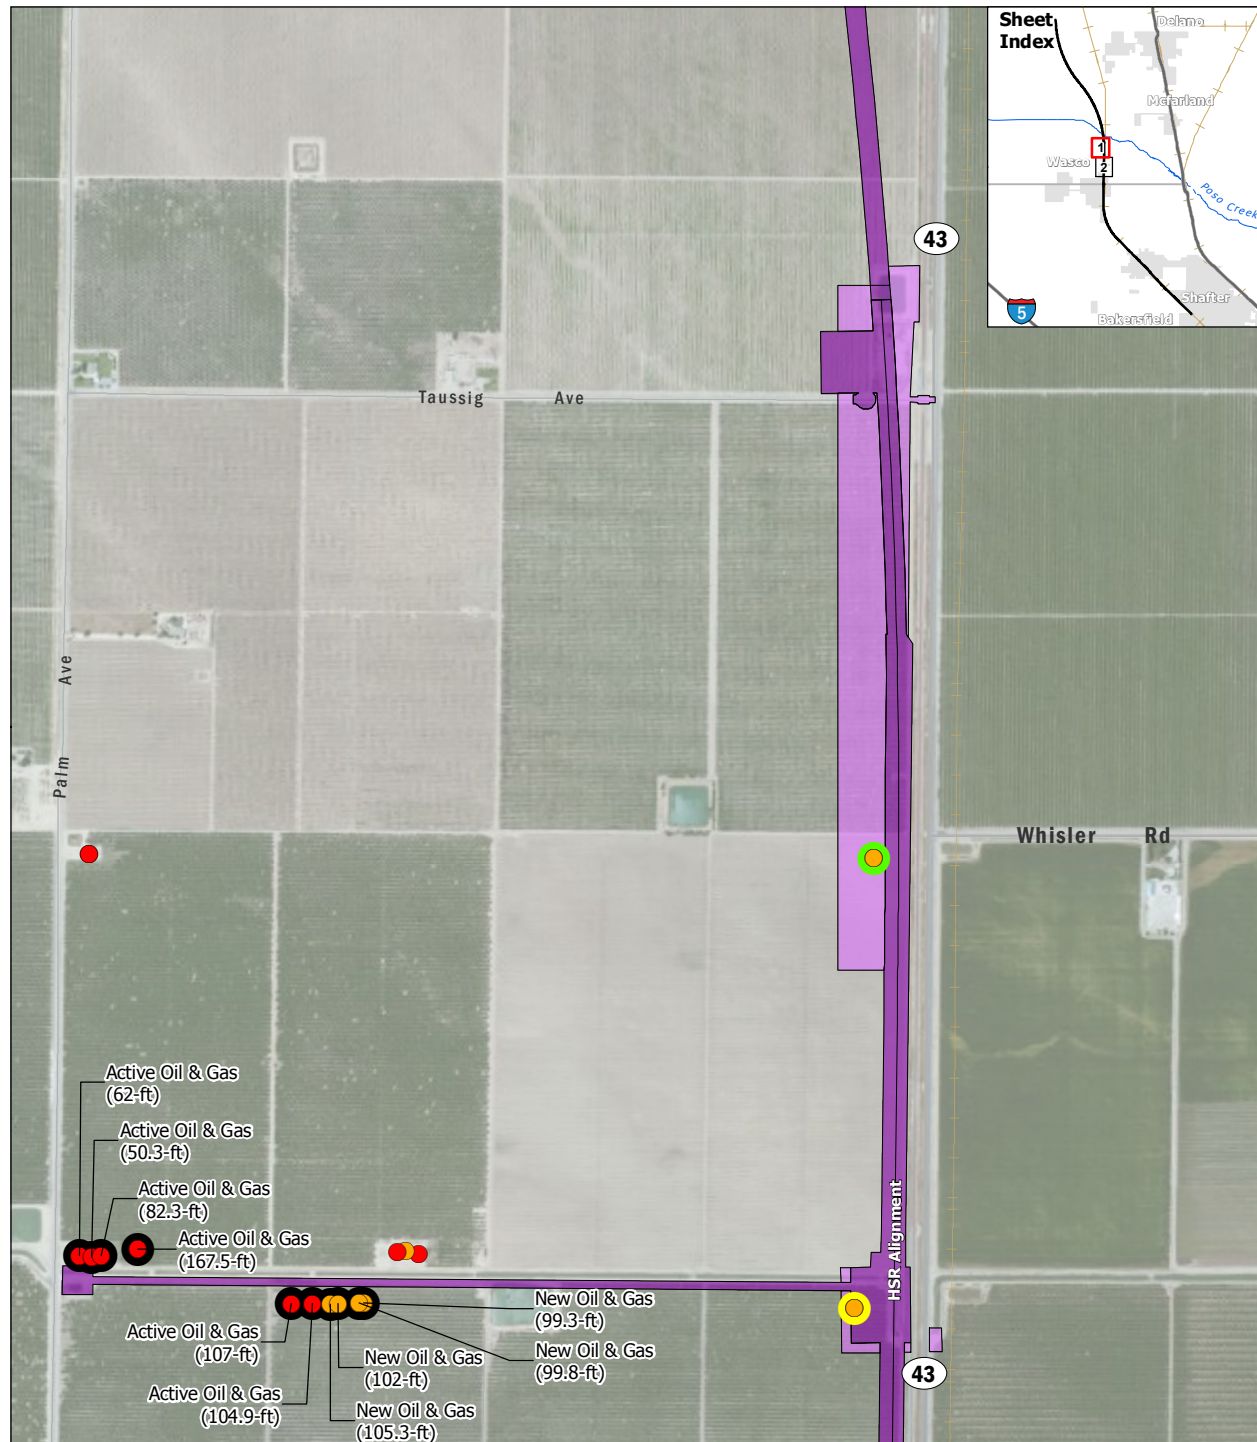 Sheet
Index
Delano
Mcfarland
Wasco
1
2
Poso Creek
Shafter
Bakersfield
5
43
Taussig Ave
Palm Ave
Whisler Rd
Active Oil & Gas
(62-ft)
Active Oil & Gas
(50.3-ft)
Active Oil & Gas
(82.3-ft)
Active Oil & Gas
(167.5-ft)
HSR Alignment
New Oil & Gas
(99.3-ft)
Active Oil & Gas
(107-ft)
New Oil & Gas
(102-ft)
New Oil & Gas
(99.8-ft)
Active Oil & Gas
(104.9-ft)
New Oil & Gas
(105.3-ft)
43